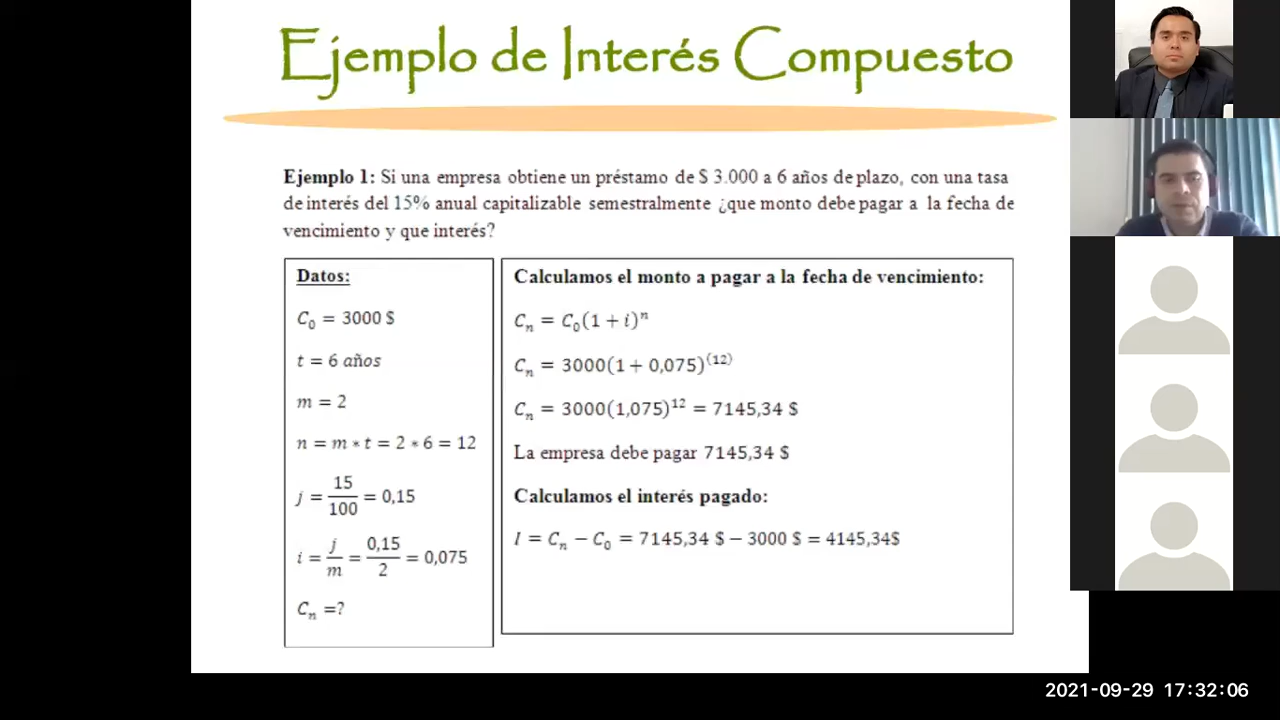 Ejemplo de Interés Compuesto
Ejemplo 1: Si una empresa obtiene un préstamo de $ 3.000 a 6 años de plazo, con una tasa
de interés del 15% anual capitalizable semestralmente ¿que monto debe pagar a la fecha de
vencimiento y que interés?
Datos:
C₀ = 3000 $
t = 6 años
m = 2
n = m * t = 2 * 6 = 12
j = 15/100 = 0,15
i = j/m = 0,15/2 = 0,075
Cₙ =?
Calculamos el monto a pagar a la fecha de vencimiento:
Cₙ = C₀(1 + i)ⁿ
Cₙ = 3000(1 + 0,075)⁽¹²⁾
Cₙ = 3000(1,075)¹² = 7145,34 $
La empresa debe pagar 7145,34 $
Calculamos el interés pagado:
I = Cₙ − C₀ = 7145,34 $ − 3000 $ = 4145,34$
2021-09-29 17:32:06